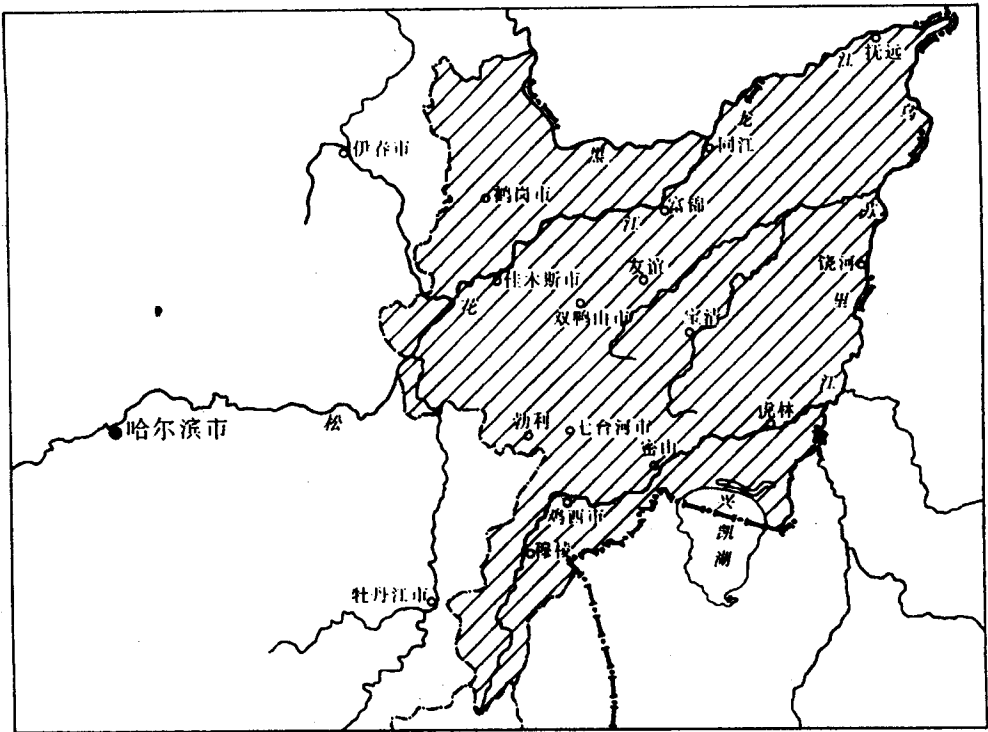 抚远
江
龙
乌
黑
同江
伊春市
鹤岗市
富锦
江
苏
饶河
友谊
佳木斯市
花
双鸭山市
宝清
里
江
虎林
松
哈尔滨市
勃利
七台河市
密山
鸡西市
兴
凯
湖
穆棱
牡丹江市